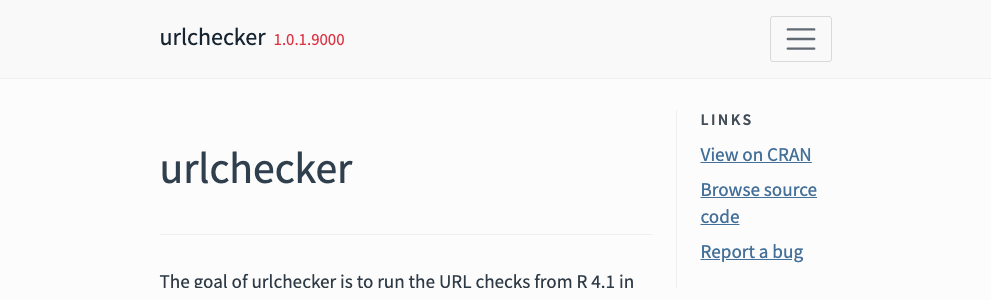 urlchecker 1.0.1.9000
urlchecker
The goal of urlchecker is to run the URL checks from R 4.1 in
LINKS
View on CRAN
Browse source
code
Report a bug